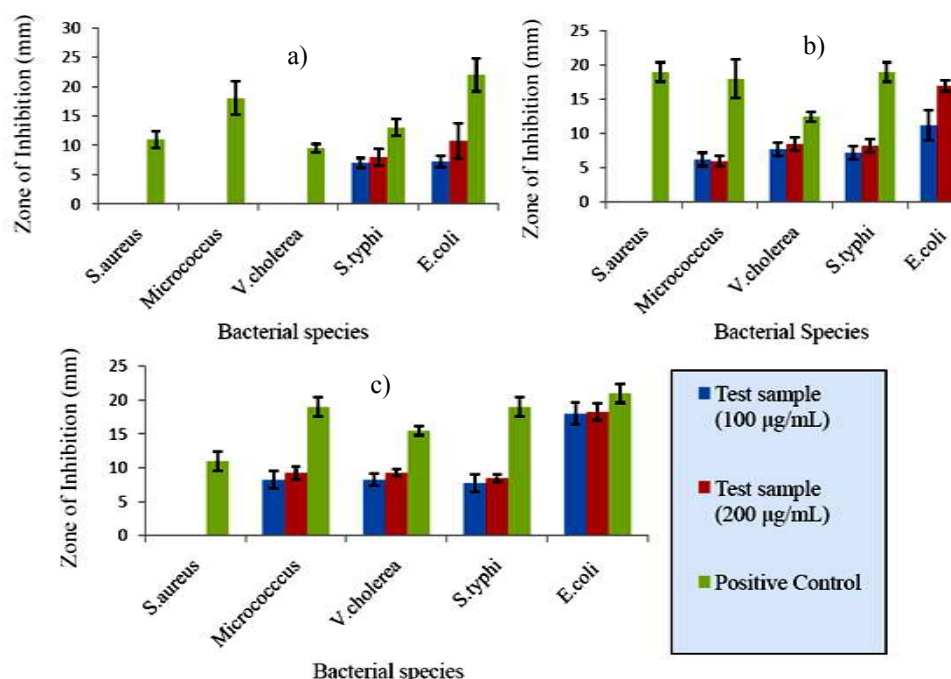 a)
Zone of Inhibition (mm)
30
25
20
15
10
5
0
S.aureus
Micrococcus
V.cholerea
S.typhi
E.coli
Bacterial species
b)
Zone of Inhibition (mm)
25
20
15
10
5
0
S.aureus
Micrococccus
V.cholerea
S.typhi
E.coli
Bacterial Species
c)
Zone of Inhibition (mm)
25
20
15
10
5
0
S.aureus
Micrococccus
V.cholerea
S.typhi
E.coli
Bacterial species
Test sample
(100 µg/mL)
Test sample
(200 µg/mL)
Positive Control